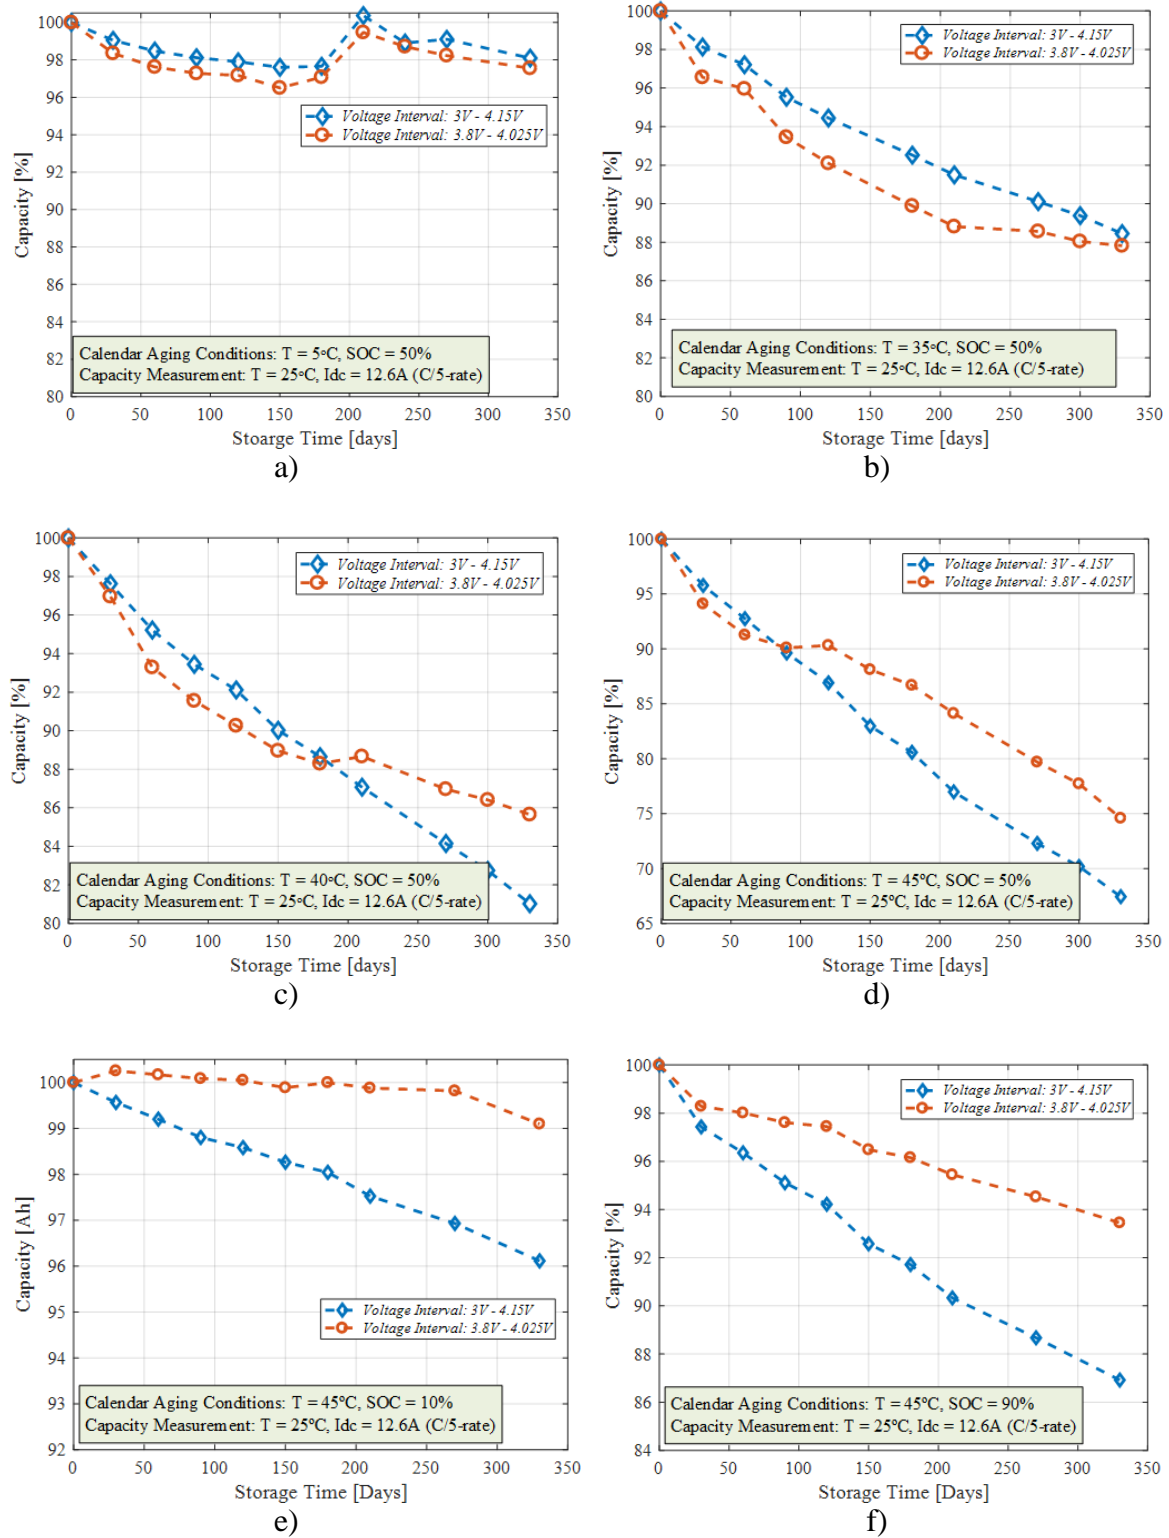 100
98
96
94
92
90
88
86
84
82
80
Capacity [%]
Voltage Interval: 3V - 4.15V
Voltage Interval: 3.8V - 4.025V
Calendar Aging Conditions: T = 5°C, SOC = 50%
Capacity Measurement: T = 25°C, Idc = 12.6A (C/5-rate)
0 50 100 150 200 250 300 350
Stoarge Time [days]
a)
100
98
96
94
92
90
88
86
84
82
80
Capacity [%]
Voltage Interval: 3V - 4.15V
Voltage Interval: 3.8V - 4.025V
Calendar Aging Conditions: T = 35°C, SOC = 50%
Capacity Measurement: T = 25°C, Idc = 12.6A (C/5-rate)
0 50 100 150 200 250 300 350
Storage Time [days]
b)
100
98
96
94
92
90
88
86
84
82
80
Capacity [%]
Voltage Interval: 3V - 4.15V
Voltage Interval: 3.8V - 4.025V
Calendar Aging Conditions: T = 40°C, SOC = 50%
Capacity Measurement: T = 25°C, Idc = 12.6A (C/5-rate)
0 50 100 150 200 250 300 350
Storage Time [days]
c)
100
95
90
85
80
75
70
65
Capacity [%]
Voltage Interval: 3V - 4.15V
Voltage Interval: 3.8V - 4.025V
Calendar Aging Conditions: T = 45°C, SOC = 50%
Capacity Measurement: T = 25°C, Idc = 12.6A (C/5-rate)
0 50 100 150 200 250 300 350
Storage Time [days]
d)
100
99
98
97
96
95
94
93
92
Capacity [Ah]
Voltage Interval: 3V - 4.15V
Voltage Interval: 3.8V - 4.025V
Calendar Aging Conditions: T = 45°C, SOC = 10%
Capacity Measurement: T = 25°C, Idc = 12.6A (C/5-rate)
0 50 100 150 200 250 300 350
Storage Time [Days]
e)
100
98
96
94
92
90
88
86
84
Capacity [%]
Voltage Interval: 3V - 4.15V
Voltage Interval: 3.8V - 4.025V
Calendar Aging Conditions: T = 45°C, SOC = 90%
Capacity Measurement: T = 25°C, Idc = 12.6A (C/5-rate)
0 50 100 150 200 250 300 350
Storage Time [Days]
f)